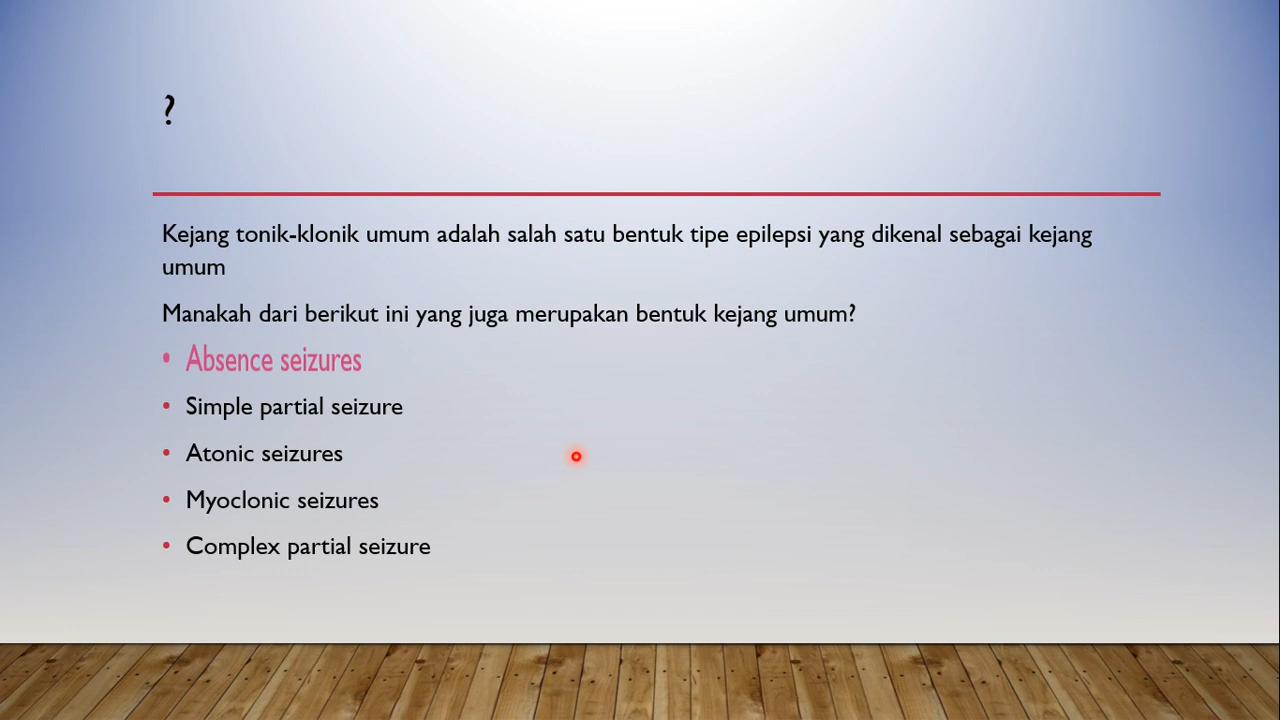 ?
Kejang tonik-klonik umum adalah salah satu bentuk tipe epilepsi yang dikenal sebagai kejang
umum
Manakah dari berikut ini yang juga merupakan bentuk kejang umum?
• Absence seizures
• Simple partial seizure
• Atonic seizures
• Myoclonic seizures
• Complex partial seizure